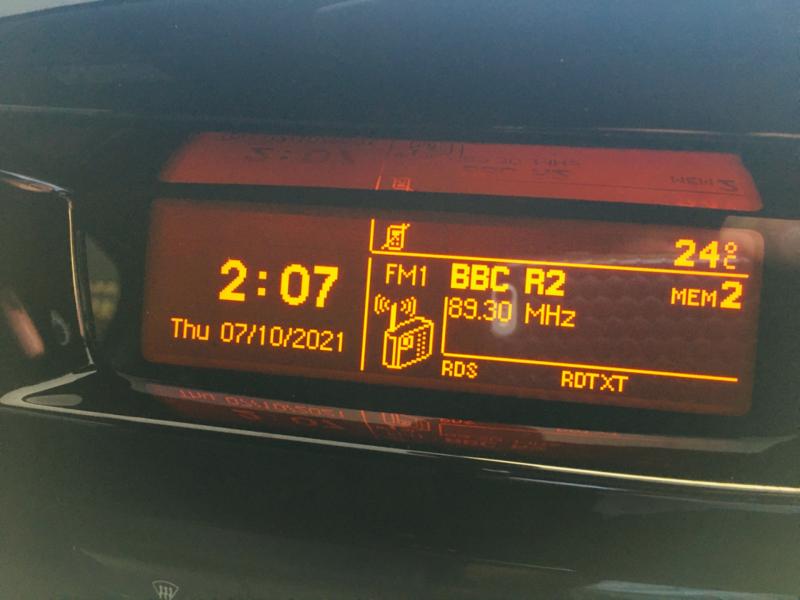 24°C
2:07
Thu 07/10/2021
FM1 BBC R2
MEM2
89.30 MHz
RDS RDTXT